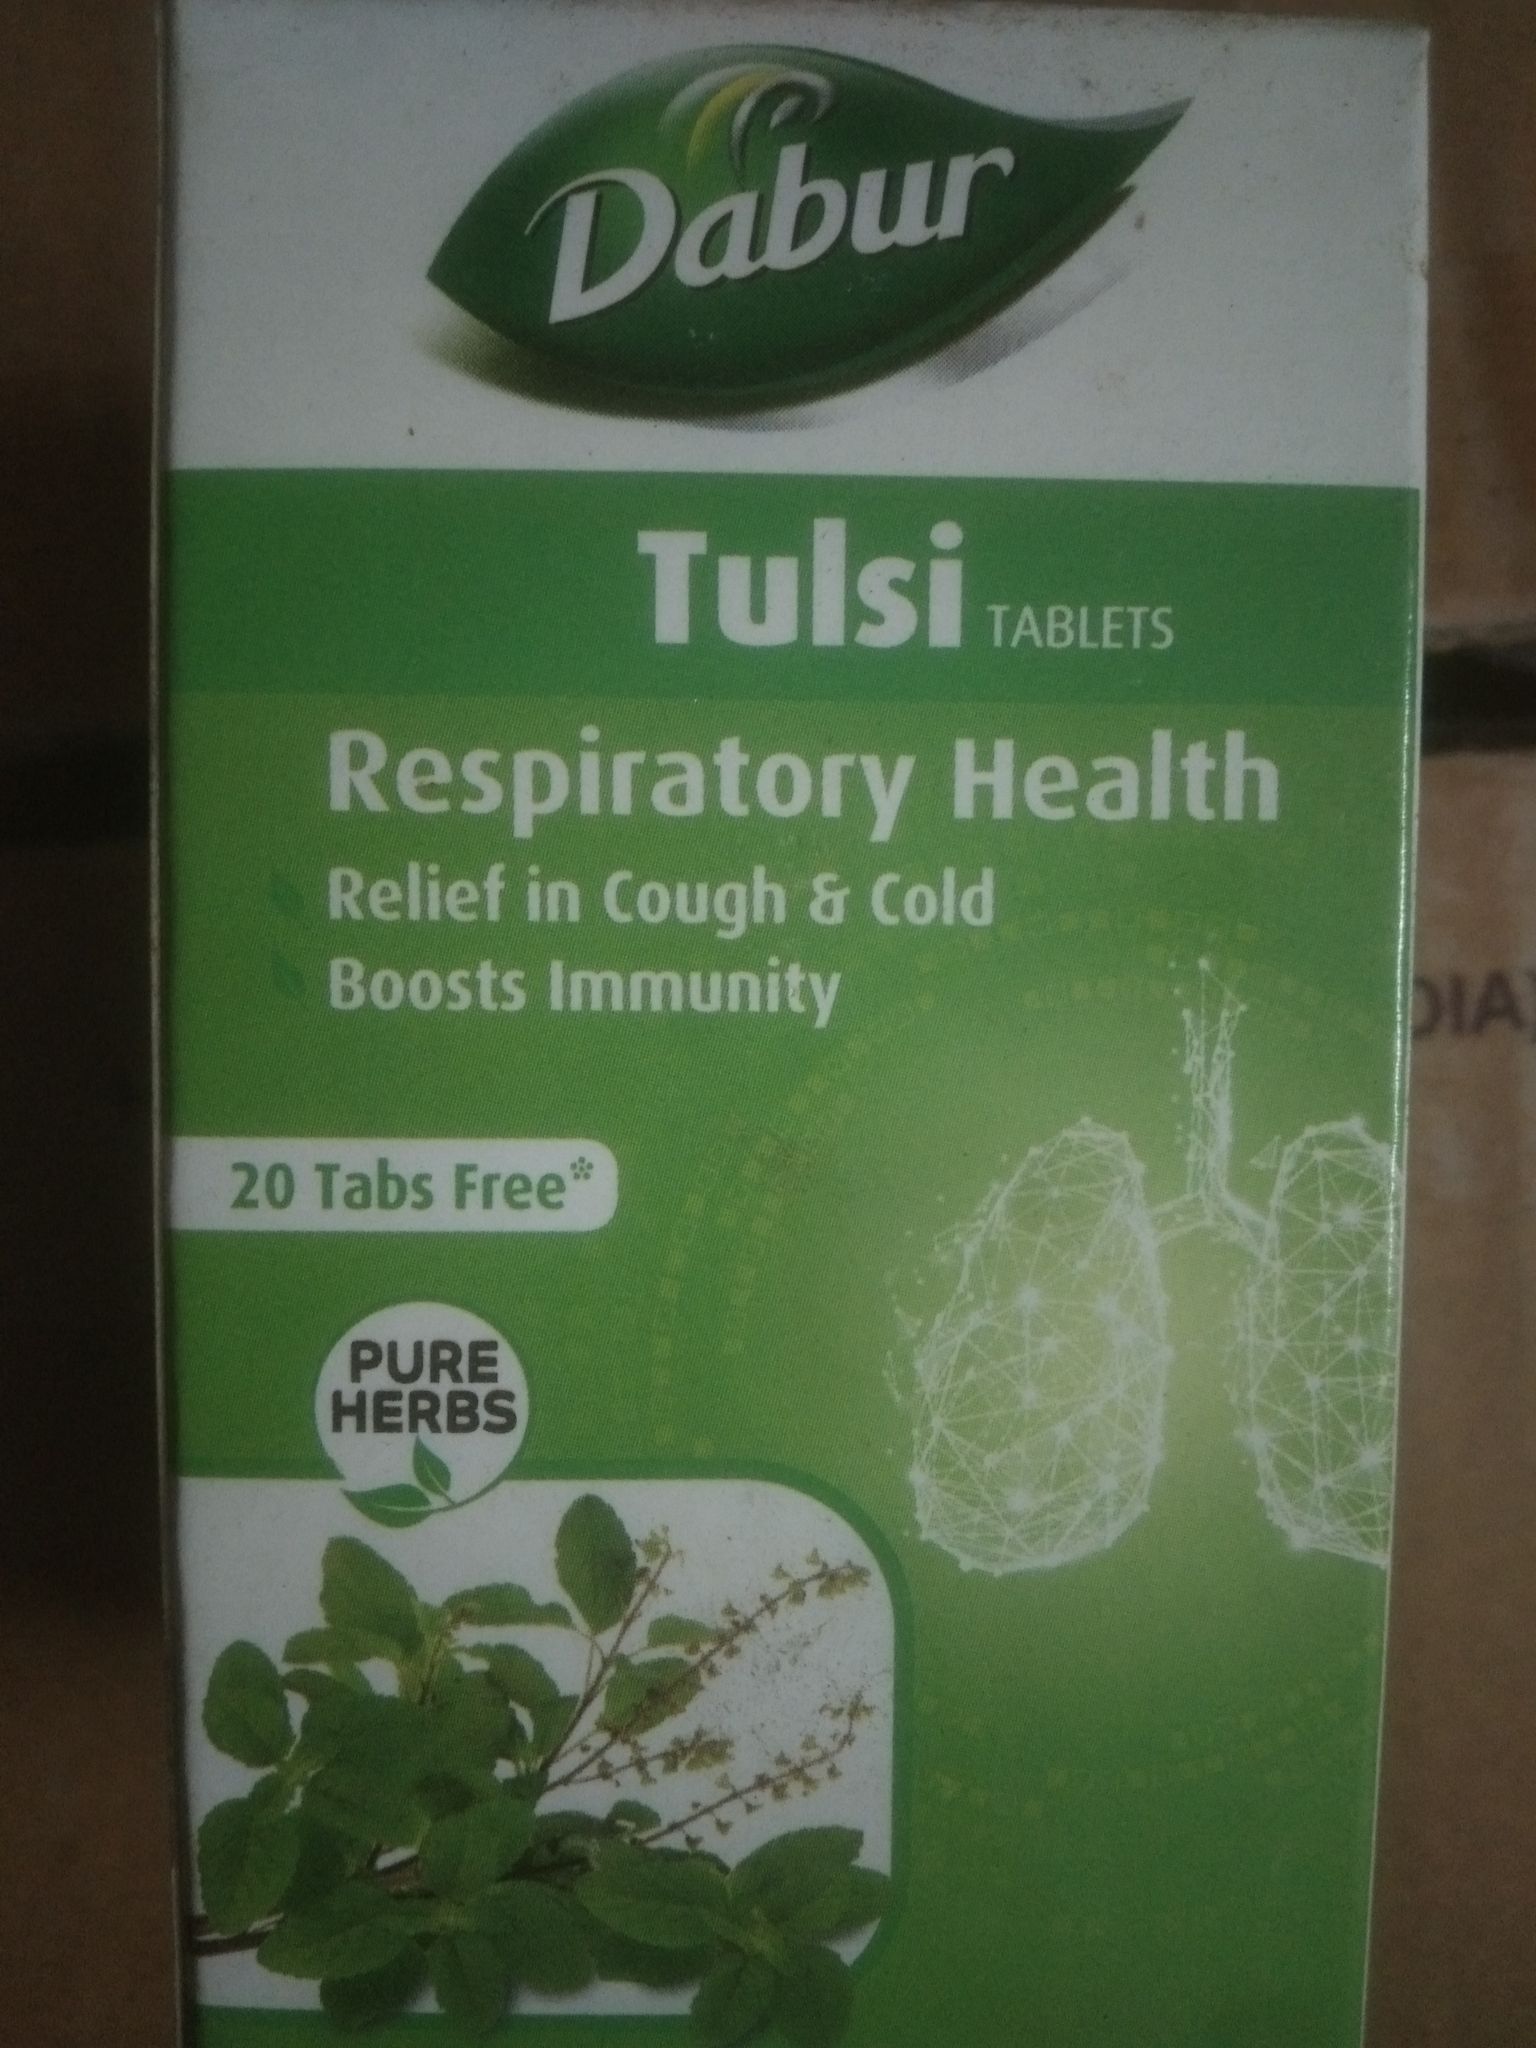 Dabur
Tulsi TABLETS
Respiratory Health
Relief in Cough & Cold
Boosts Immunity
20 Tabs Free*
PURE
HERBS